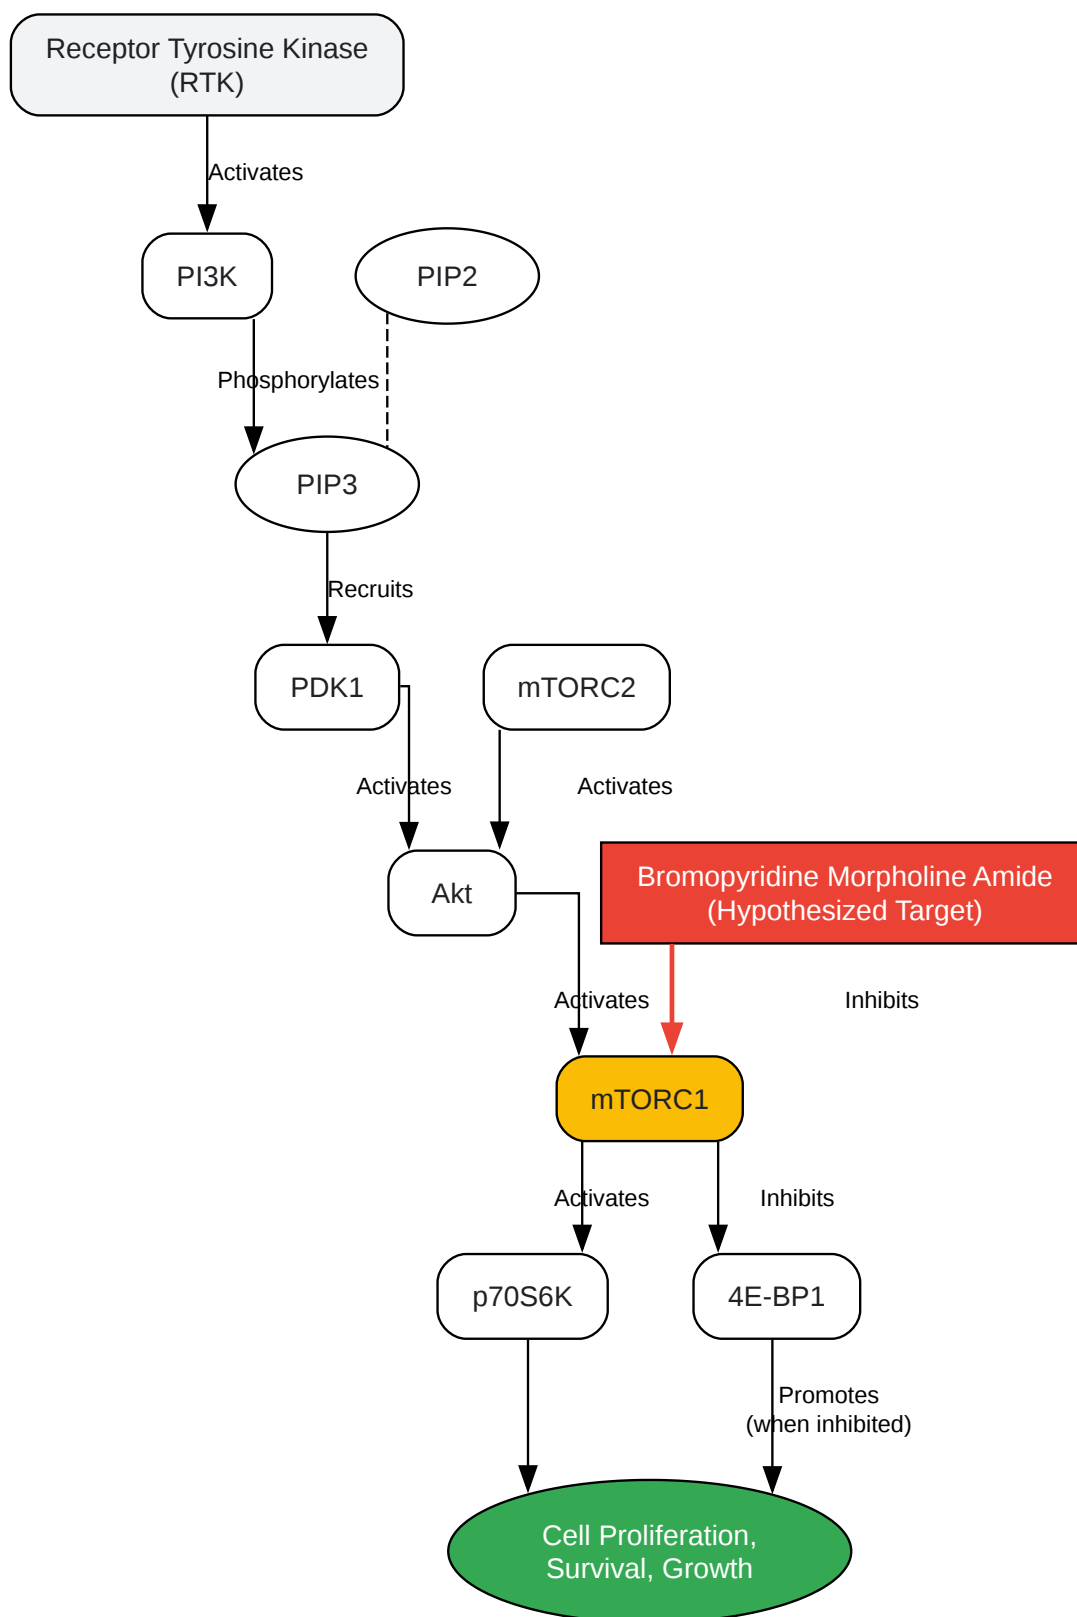 Receptor Tyrosine Kinase
(RTK)
Activates
PI3K
PIP2
Phosphorylates
PIP3
Recruits
PDK1
mTORC2
Activates
Activates
Akt
Bromopyridine Morpholine Amide
(Hypothesized Target)
Activates
Inhibits
mTORC1
Activates
Inhibits
p70S6K
4E-BP1
Promotes
(when inhibited)
Cell Proliferation,
Survival, Growth